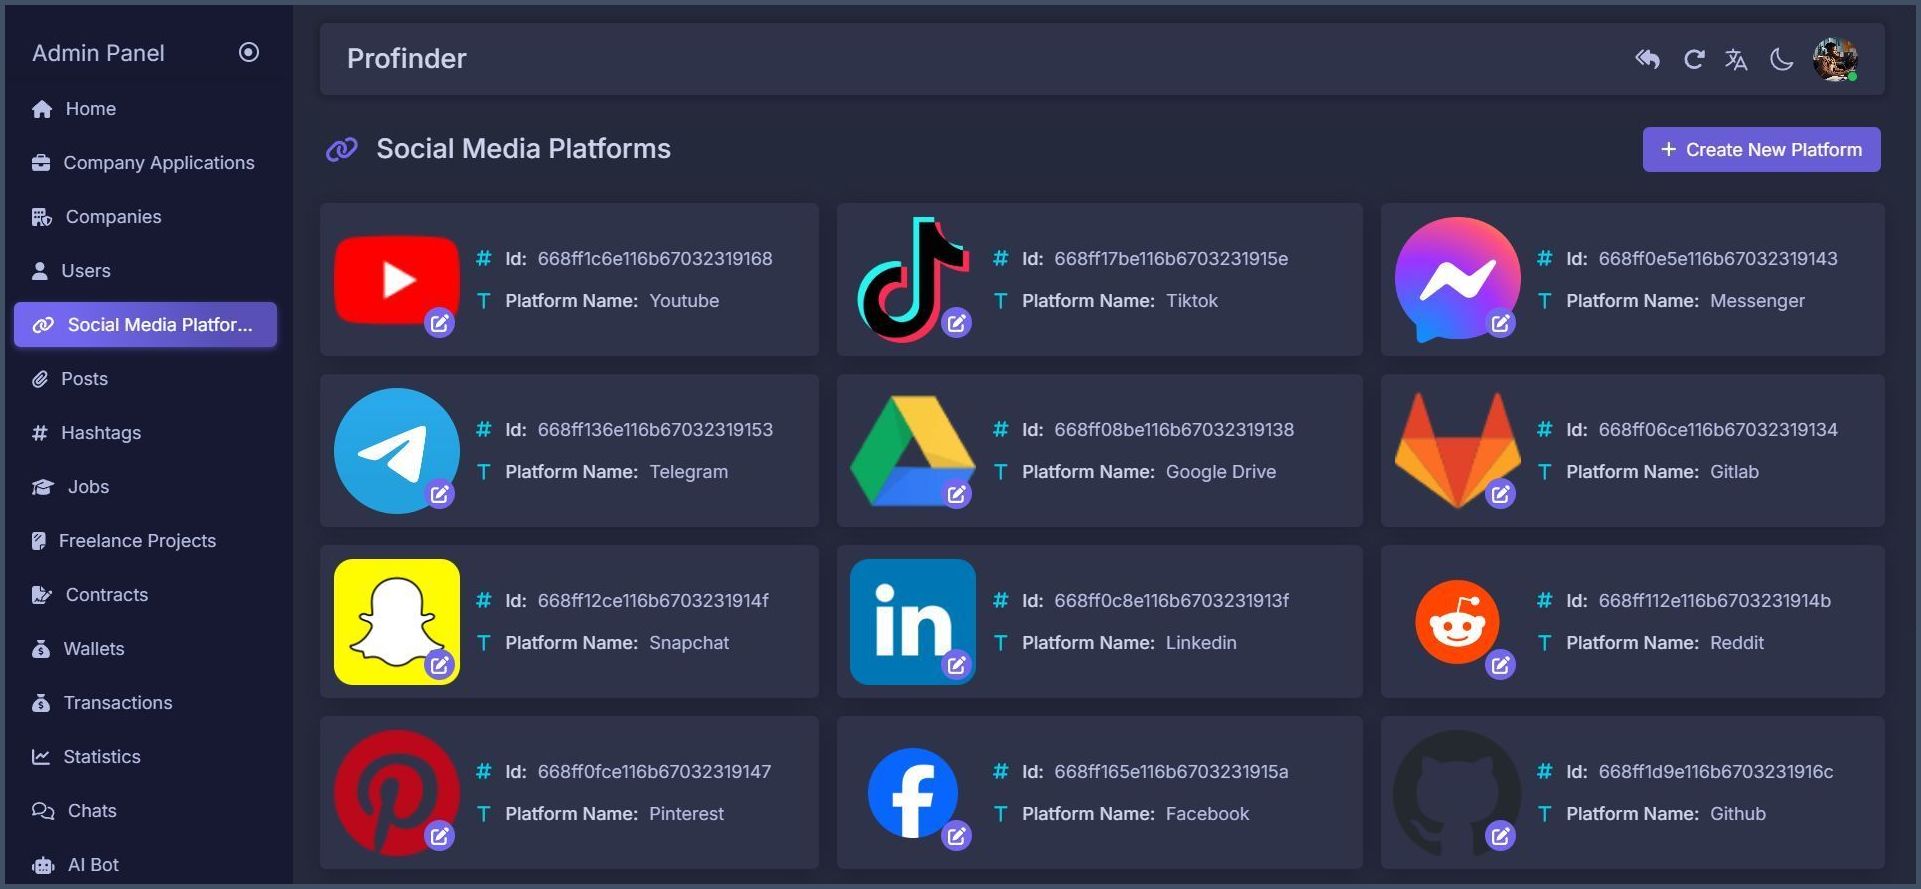 Admin Panel
Home
Company Applications
Companies
Users
Social Media Platfor...
Posts
Hashtags
Jobs
Freelance Projects
Contracts
Wallets
Transactions
Statistics
Chats
AI Bot
Profinder
Social Media Platforms
+ Create New Platform
# Id: 668ff1c6e116b67032319168
T Platform Name: Youtube
# Id: 668ff17be116b6703231915e
T Platform Name: Tiktok
# Id: 668ff0e5e116b67032319143
T Platform Name: Messenger
# Id: 668ff136e116b67032319153
T Platform Name: Telegram
# Id: 668ff08be116b67032319138
T Platform Name: Google Drive
# Id: 668ff06ce116b67032319134
T Platform Name: Gitlab
# Id: 668ff12ce116b6703231914f
T Platform Name: Snapchat
in
# Id: 668ff0c8e116b6703231913f
T Platform Name: Linkedin
# Id: 668ff112e116b6703231914b
T Platform Name: Reddit
# Id: 668ff0fce116b67032319147
T Platform Name: Pinterest
# Id: 668ff165e116b6703231915a
T Platform Name: Facebook
# Id: 668ff1d9e116b6703231916c
T Platform Name: Github